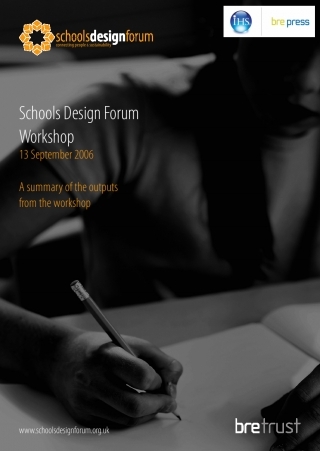 schoolsdesignforum
connecting people & sustainability
IHS
bre press
Schools Design Forum
Workshop
13 September 2006
A summary of the outputs
from the workshop
www.schoolsdesignforum.org.uk
bretrust